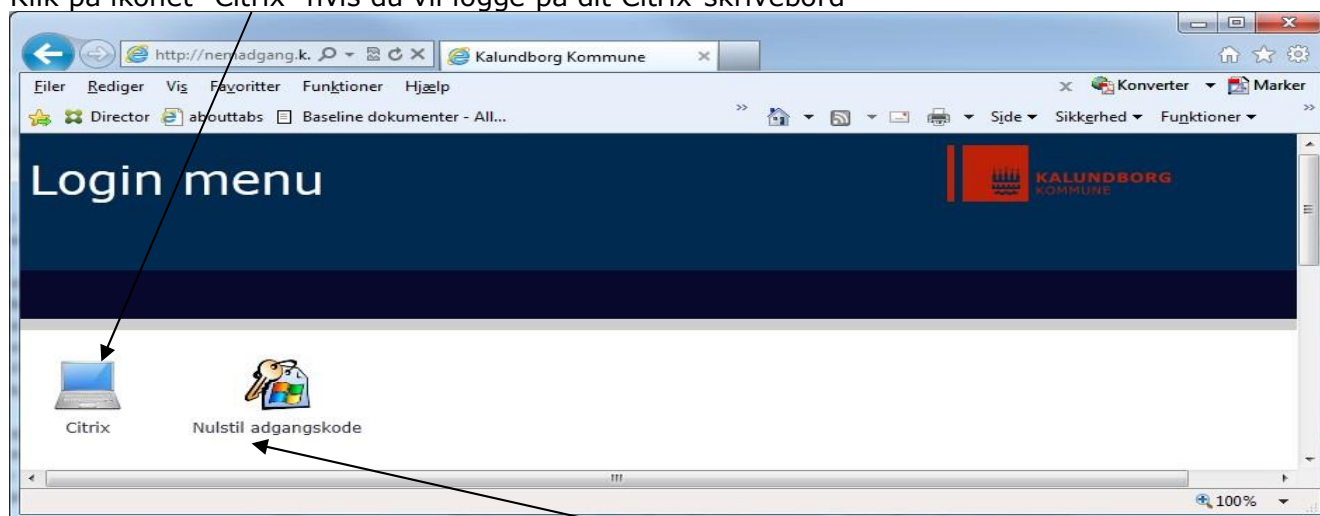 Klik på ikonet "Citrix" hvis du vil logge på dit Citrix skrivebord
http://nemadgang.k.
Kalundborg Kommune
Filer Rediger Vis Favoritter Funktioner Hjælp
x Konverter Marker
Director abouttabs Baseline dokumenter - All... »
Side Sikkerhed Funktioner »
Login menu
KALUNDBORG
KOMMUNE
Citrix
Nulstil adgangskode
100%